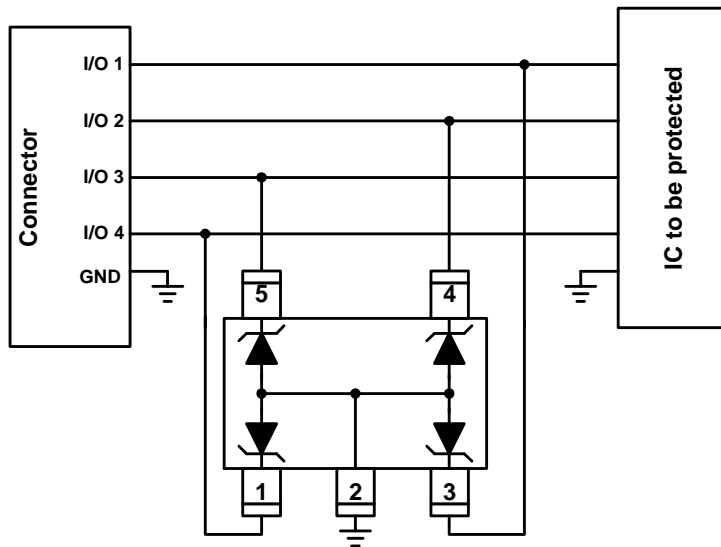 Connector
I/O 1
I/O 2
I/O 3
I/O 4
GND
IC to be protected
5
4
1
2
3